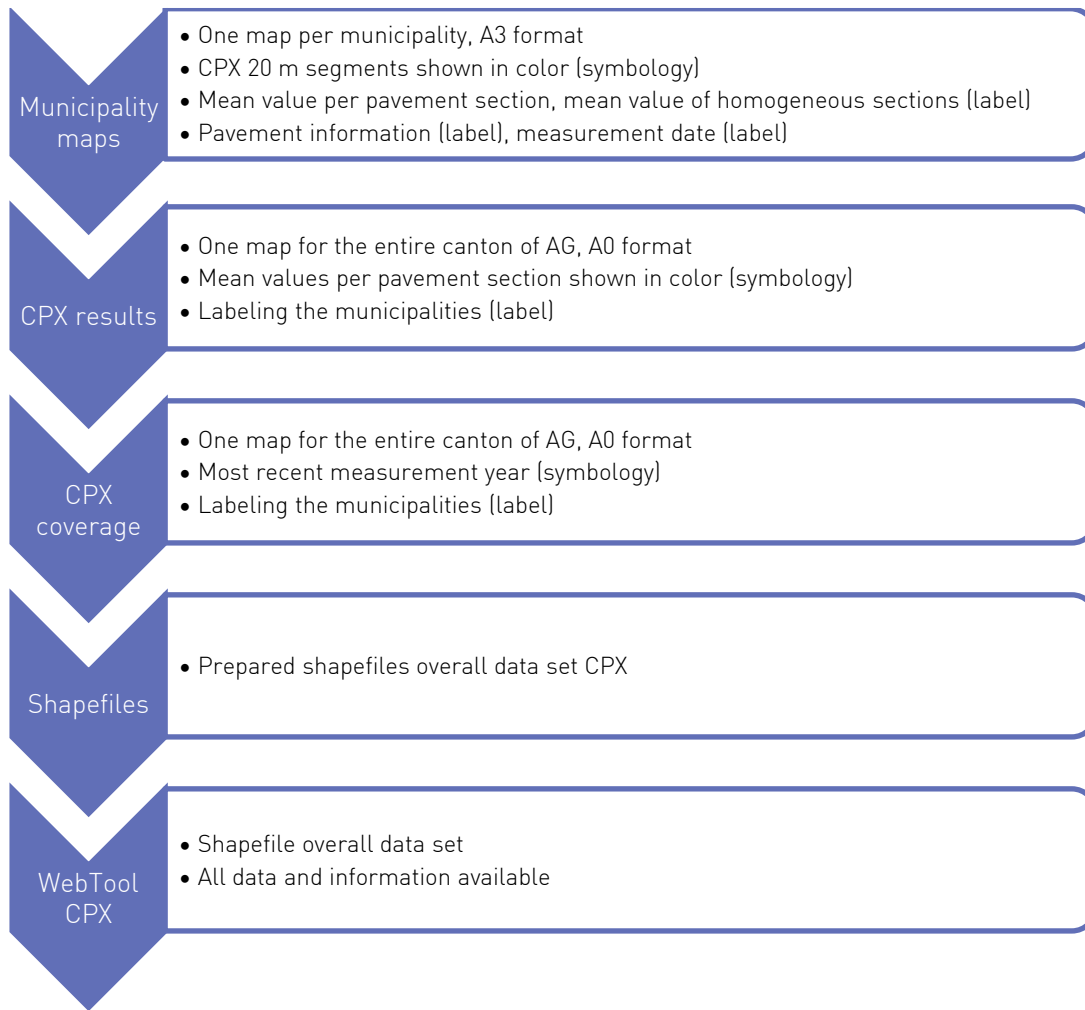 Municipality
maps
• One map per municipality, A3 format
• CPX 20 m segments shown in color (symbology)
• Mean value per pavement section, mean value of homogeneous sections (label)
• Pavement information (label), measurement date (label)
CPX results
• One map for the entire canton of AG, A0 format
• Mean values per pavement section shown in color (symbology)
• Labeling the municipalities (label)
CPX
coverage
• One map for the entire canton of AG, A0 format
• Most recent measurement year (symbology)
• Labeling the municipalities (label)
Shapefiles
• Prepared shapefiles overall data set CPX
WebTool
CPX
• Shapefile overall data set
• All data and information available